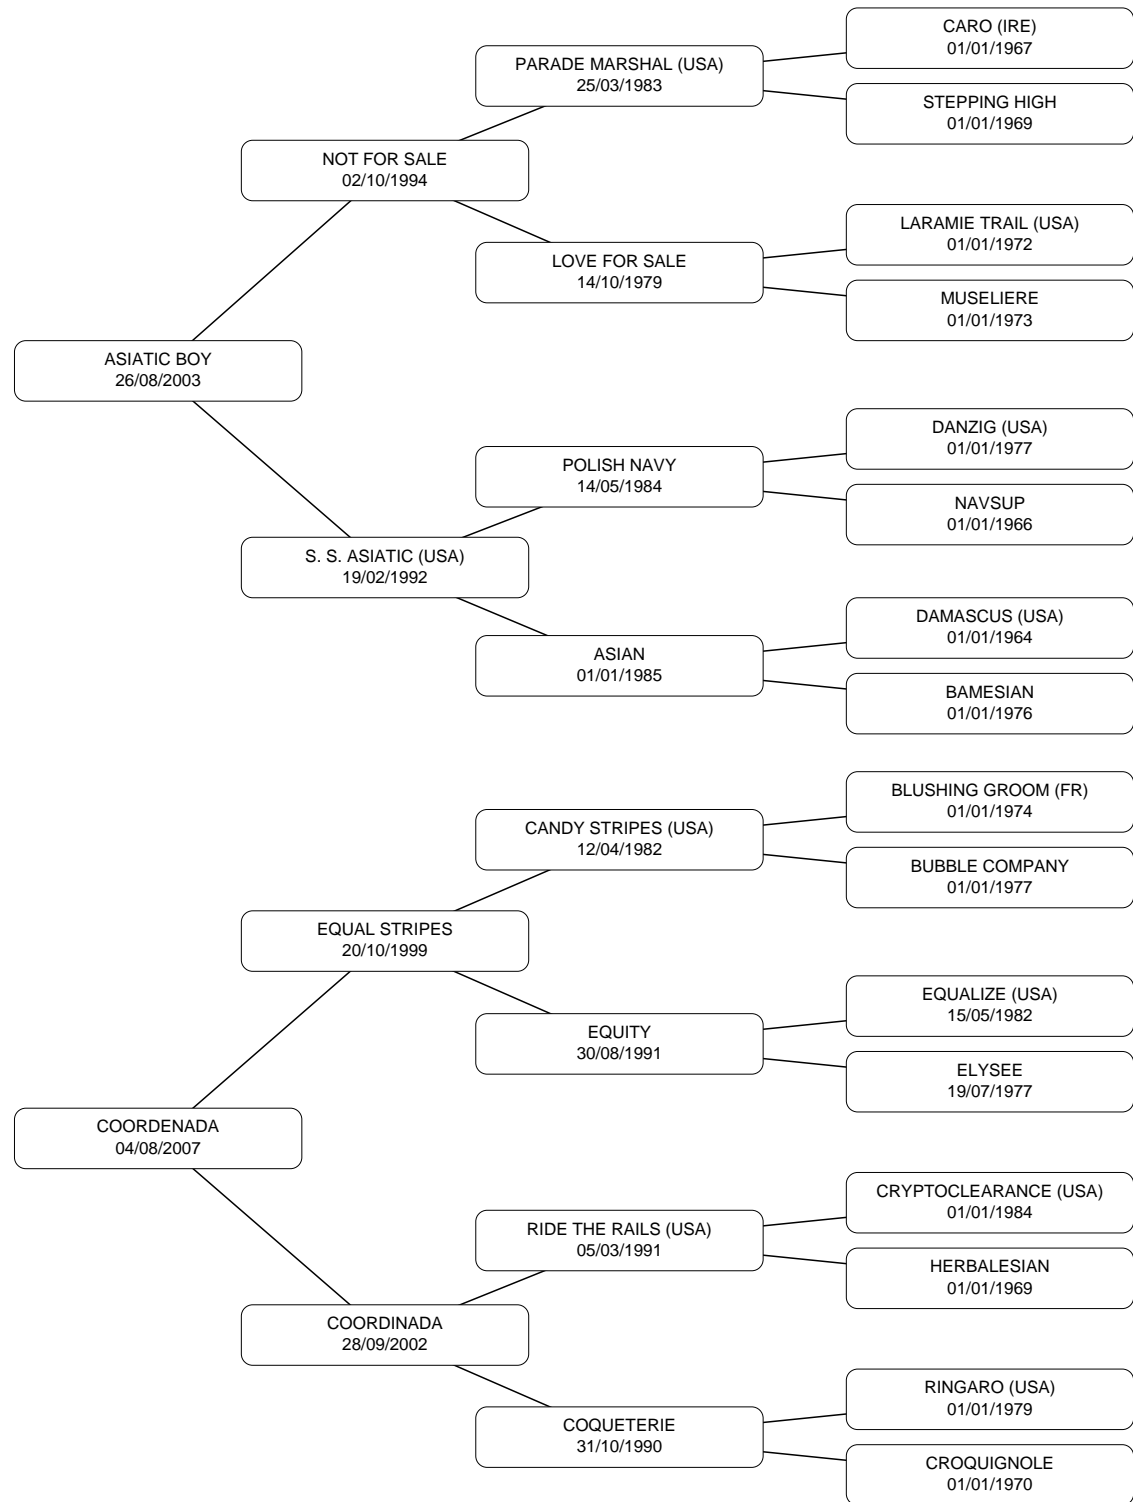 CARO (IRE)
01/01/1967
PARADE MARSHAL (USA)
25/03/1983
STEPPING HIGH
01/01/1969
NOT FOR SALE
02/10/1994
LARAMIE TRAIL (USA)
01/01/1972
LOVE FOR SALE
14/10/1979
MUSELIERE
01/01/1973
ASIATIC BOY
26/08/2003
DANZIG (USA)
01/01/1977
POLISH NAVY
14/05/1984
NAVSUP
01/01/1966
S. S. ASIATIC (USA)
19/02/1992
DAMASCUS (USA)
01/01/1964
ASIAN
01/01/1985
BAMESIAN
01/01/1976
BLUSHING GROOM (FR)
01/01/1974
CANDY STRIPES (USA)
12/04/1982
BUBBLE COMPANY
01/01/1977
EQUAL STRIPES
20/10/1999
EQUALIZE (USA)
15/05/1982
EQUITY
30/08/1991
ELYSEE
19/07/1977
COORDENADA
04/08/2007
CRYPTOCLEARANCE (USA)
01/01/1984
RIDE THE RAILS (USA)
05/03/1991
HERBALESIAN
01/01/1969
COORDINADA
28/09/2002
RINGARO (USA)
01/01/1979
COQUETERIE
31/10/1990
CROQUIGNOLE
01/01/1970